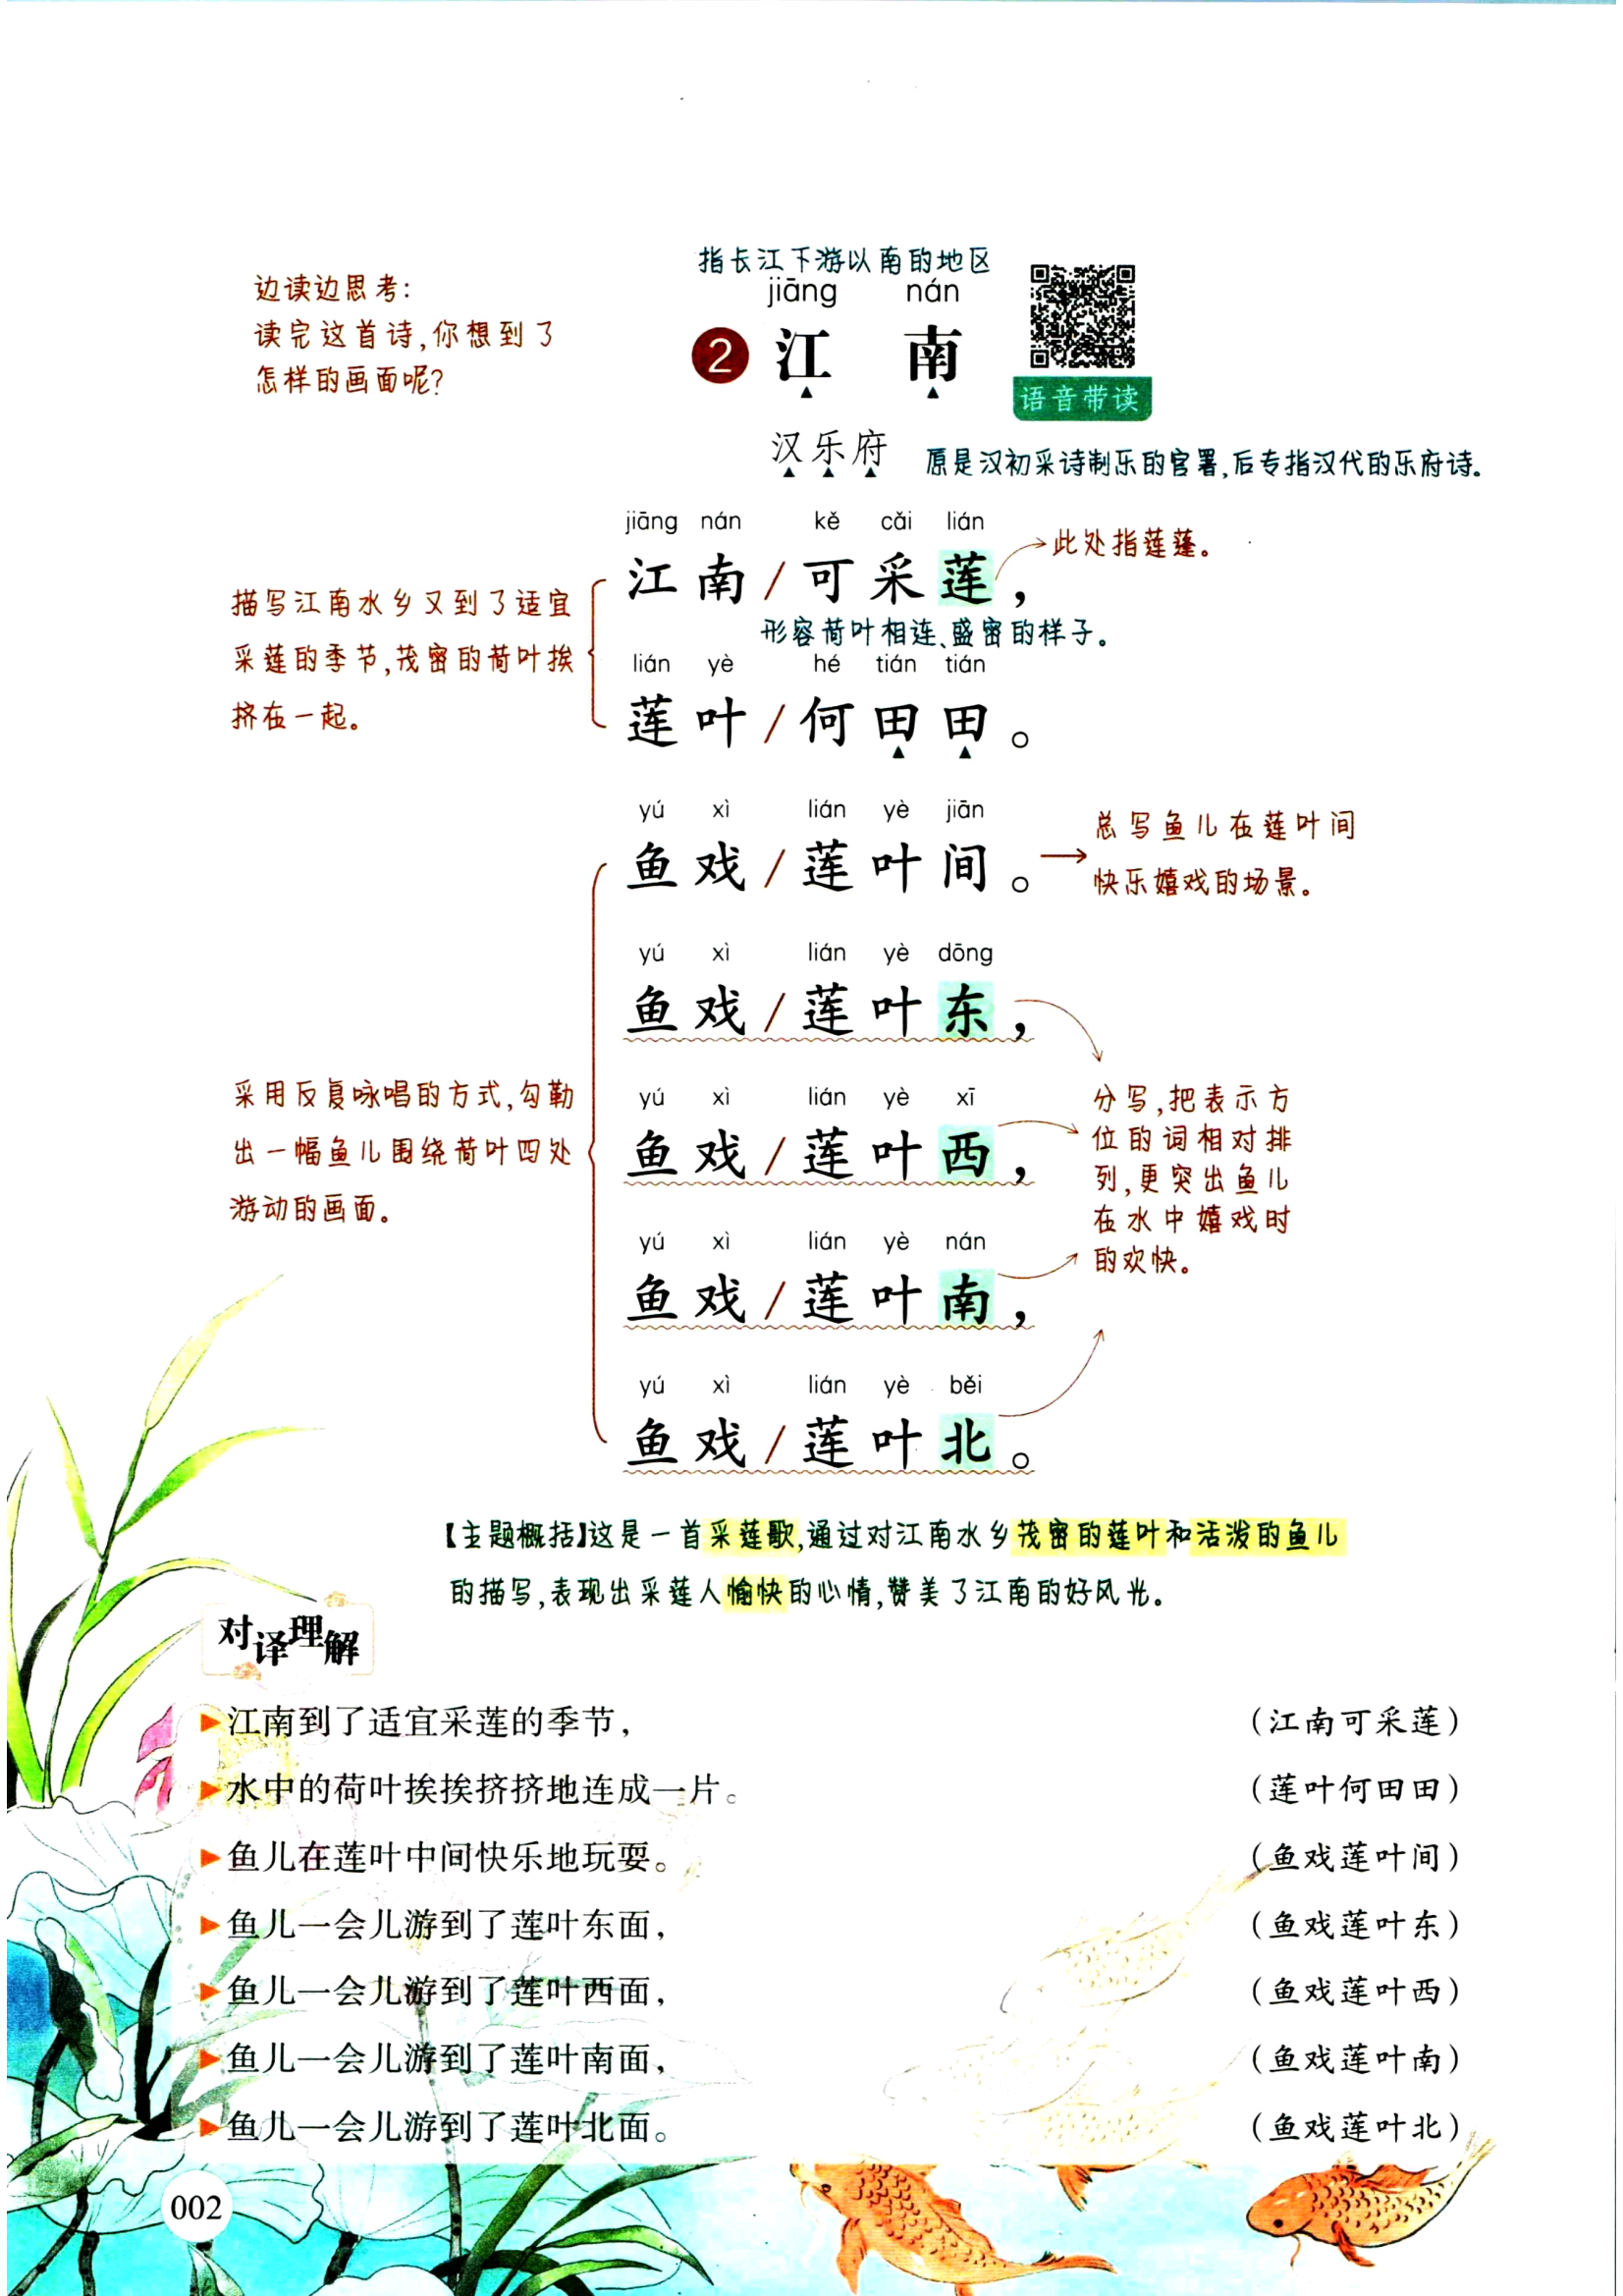 边读边思考：
读完这首诗,你想到了
怎样的画面呢?
指长江下游以南的地区
jiāng nán
2 江 南
语音带读
汉乐府
原是汉初采诗制乐的官署,后专指汉代的乐府诗。
jiāng nán kě cǎi lián
江南/可采莲，
此处指莲蓬。
描写江南水乡又到了适宜
采莲的季节,茂密的荷叶挨
挤在一起。
形容荷叶相连、盛密的样子。
lián yè hé tián tián
莲叶/何田田。
yú xì lián yè jiān
鱼戏/莲叶间。
总写鱼儿在莲叶间
快乐嬉戏的场景。
yú xì lián yè dōng
鱼戏/莲叶东，
yú xì lián yè xī
鱼戏/莲叶西，
yú xì lián yè nán
鱼戏/莲叶南，
yú xì lián yè běi
鱼戏/莲叶北。
采用反复咏唱的方式,勾勒
出一幅鱼儿围绕荷叶四处
游动的画面。
分写,把表示方
位的词相对排
列,更突出鱼儿
在水中嬉戏时
的欢快。
【主题概括】这是一首采莲歌,通过对江南水乡茂密的莲叶和活泼的鱼儿
的描写,表现出采莲人愉快的心情,赞美了江南的好风光。
对译理解
江南到了适宜采莲的季节，（江南可采莲）
水中的荷叶挨挨挤挤地连成一片。（莲叶何田田）
鱼儿在莲叶中间快乐地玩耍。（鱼戏莲叶间）
鱼儿一会儿游到了莲叶东面，（鱼戏莲叶东）
鱼儿一会儿游到了莲叶西面，（鱼戏莲叶西）
鱼儿一会儿游到了莲叶南面，（鱼戏莲叶南）
鱼儿一会儿游到了莲叶北面。（鱼戏莲叶北）
002